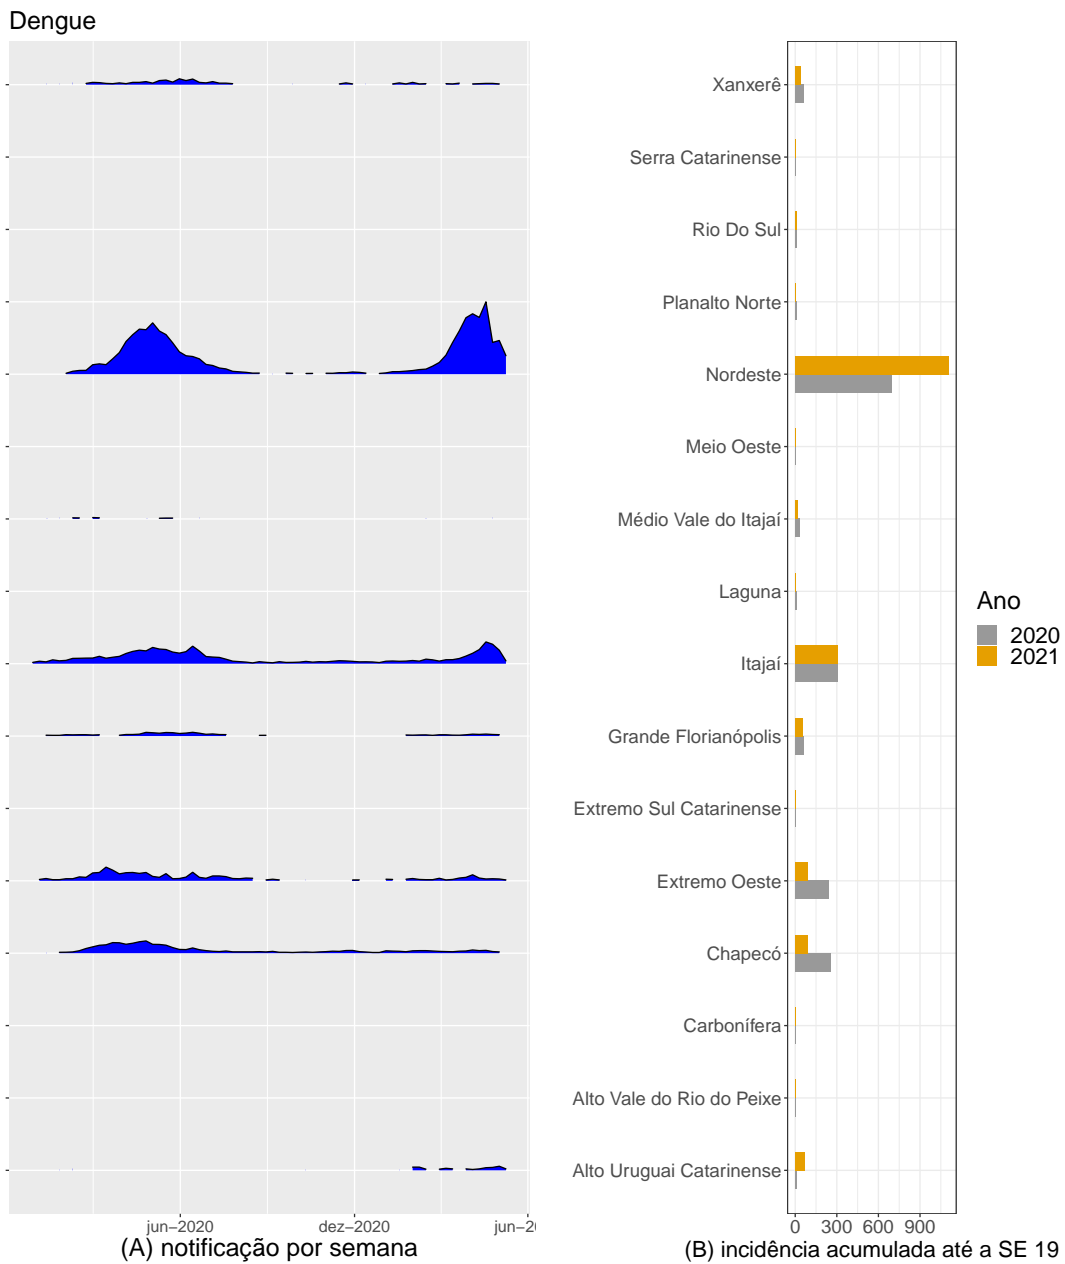 Dengue
Xanxerê
Serra Catarinense
Rio Do Sul
Planalto Norte
Nordeste
Meio Oeste
Médio Vale do Itajaí
Laguna
Itajaí
Grande Florianópolis
Extremo Sul Catarinense
Extremo Oeste
Chapecó
Carbonífera
Alto Vale do Rio do Peixe
Alto Uruguai Catarinense
Ano
2020
2021
jun–2020 dez–2020 jun–2
(A) notificação por semana
0 300 600 900
(B) incidência acumulada até a SE 19